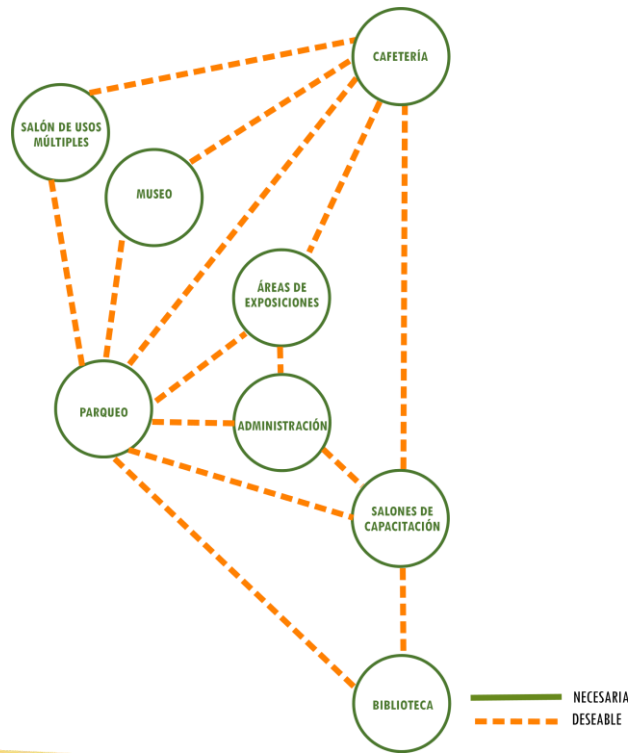 CAFETERÍA
SALÓN DE USOS
MÚLTIPLES
MUSEO
ÁREAS DE
EXPOSICIONES
PARQUEO
ADMINISTRACIÓN
SALONES DE
CAPACITACIÓN
BIBLIOTECA
NECESARIA
DESEABLE